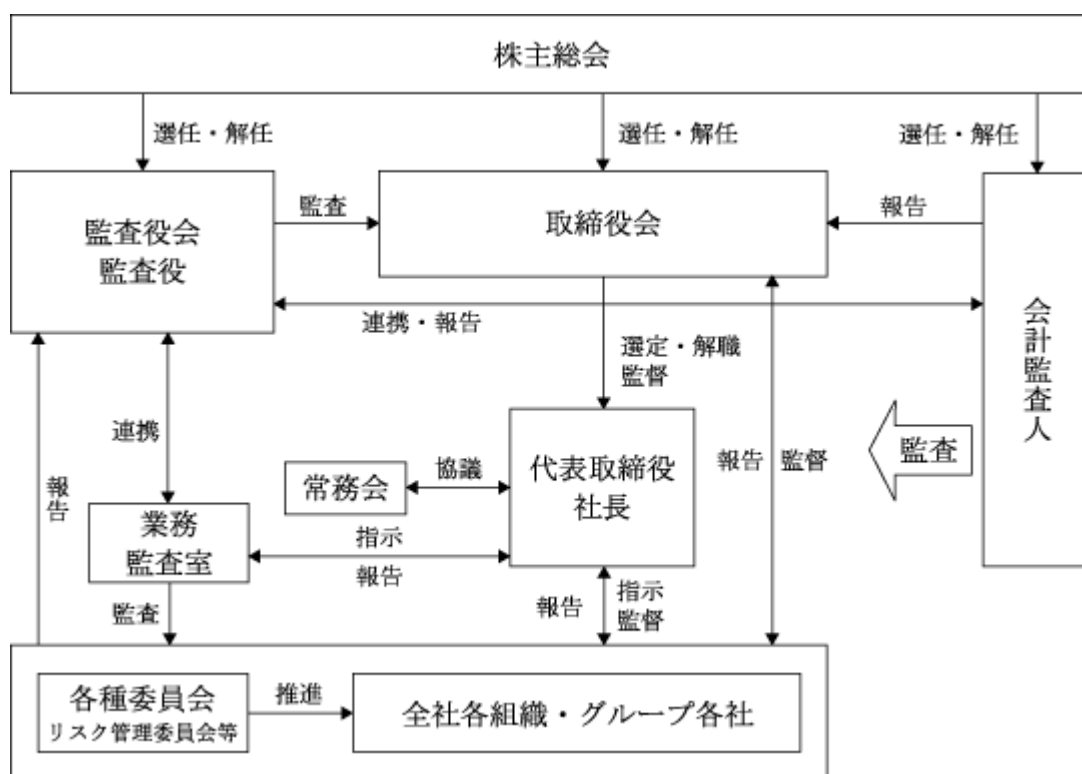 株主総会
選任・解任
選任・解任
選任・解任
監査役会
監査役
監査
取締役会
報告
会計監査人
連携・報告
選定・解職
監督
連携
報告
監督
監査
常務会
協議
代表取締役
社長
報告
業務
監査室
指示
報告
監査
報告
指示
監督
各種委員会
リスク管理委員会等
推進
全社各組織・グループ各社